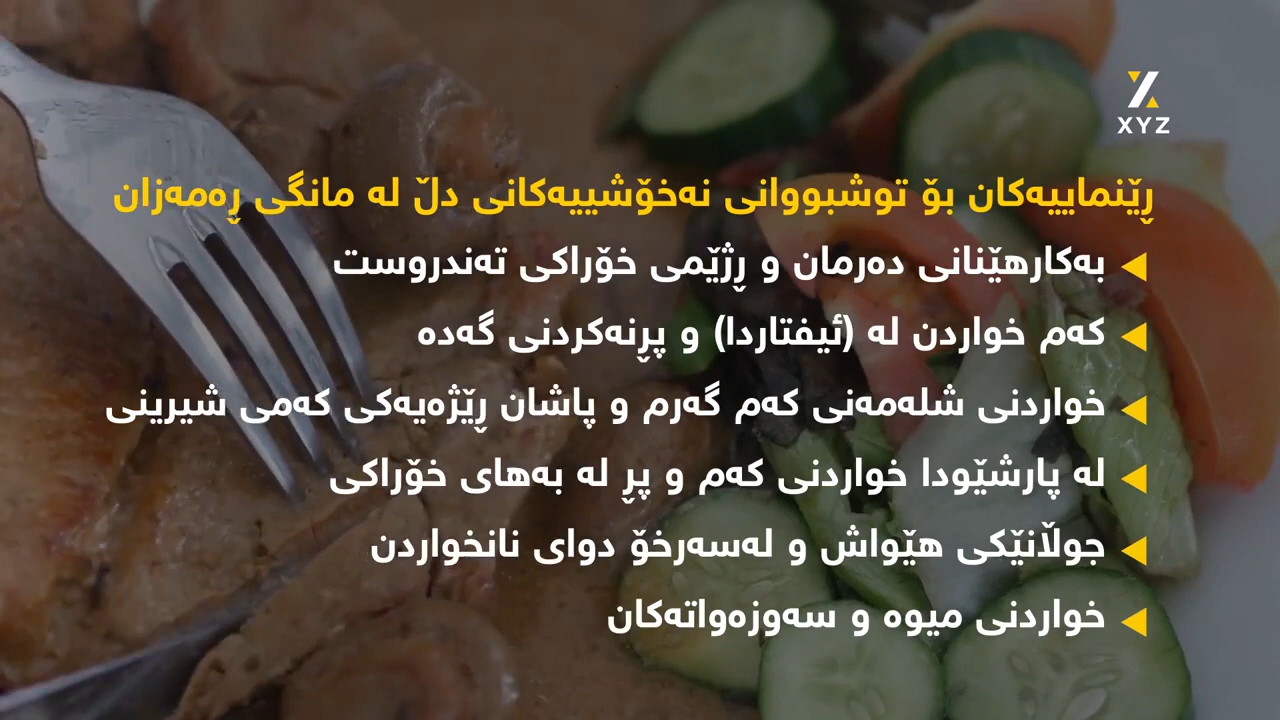 XYZ
ڕێنماییەکان بۆ توشبووانی نەخۆشییەکانی دڵ لە مانگی ڕەمەزان
بەکارهێنانی دەرمان و ڕژێمی خۆراکی تەندروست
کەم خواردن لە (ئیفتاردا) و پڕنەکردنی گەدە
خواردنی شلەمەنی کەم گەرم و پاشان ڕێژەیەکی کەمی شیرینی
لە پارشێودا خواردنی کەم و پڕ لە بەهای خۆراکی
جوڵانێکی هێواش و لەسەرخۆ دوای نانخواردن
خواردنی میوە و سەوزەواتەکان